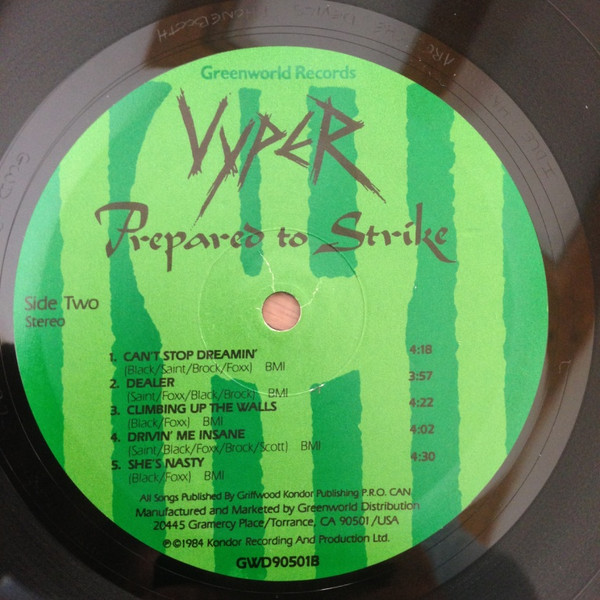 Greenworld Records
VYPER
Prepared to Strike
Side Two
Stereo
1. CAN'T STOP DREAMIN' 4:18
(Black/Saint/Brock/Foxx) BMI
2. DEALER 3:57
(Saint/Foxx/Black/Brock) BMI
3. CLIMBING UP THE WALLS 4:22
(Black/Foxx) BMI
4. DRIVIN' ME INSANE 4:02
(Saint/Black/Foxx/Brock/Scott) BMI
5. SHE'S NASTY 4:30
(Black/Foxx) BMI
All Songs Published By Griffwood Kondor Publishing P.R.O. CAN.
Manufactured and Marketed by Greenworld Distribution
20445 Gramercy Place/Torrance, CA 90501/USA
℗©1984 Kondor Recording And Production Ltd.
GWD90501B